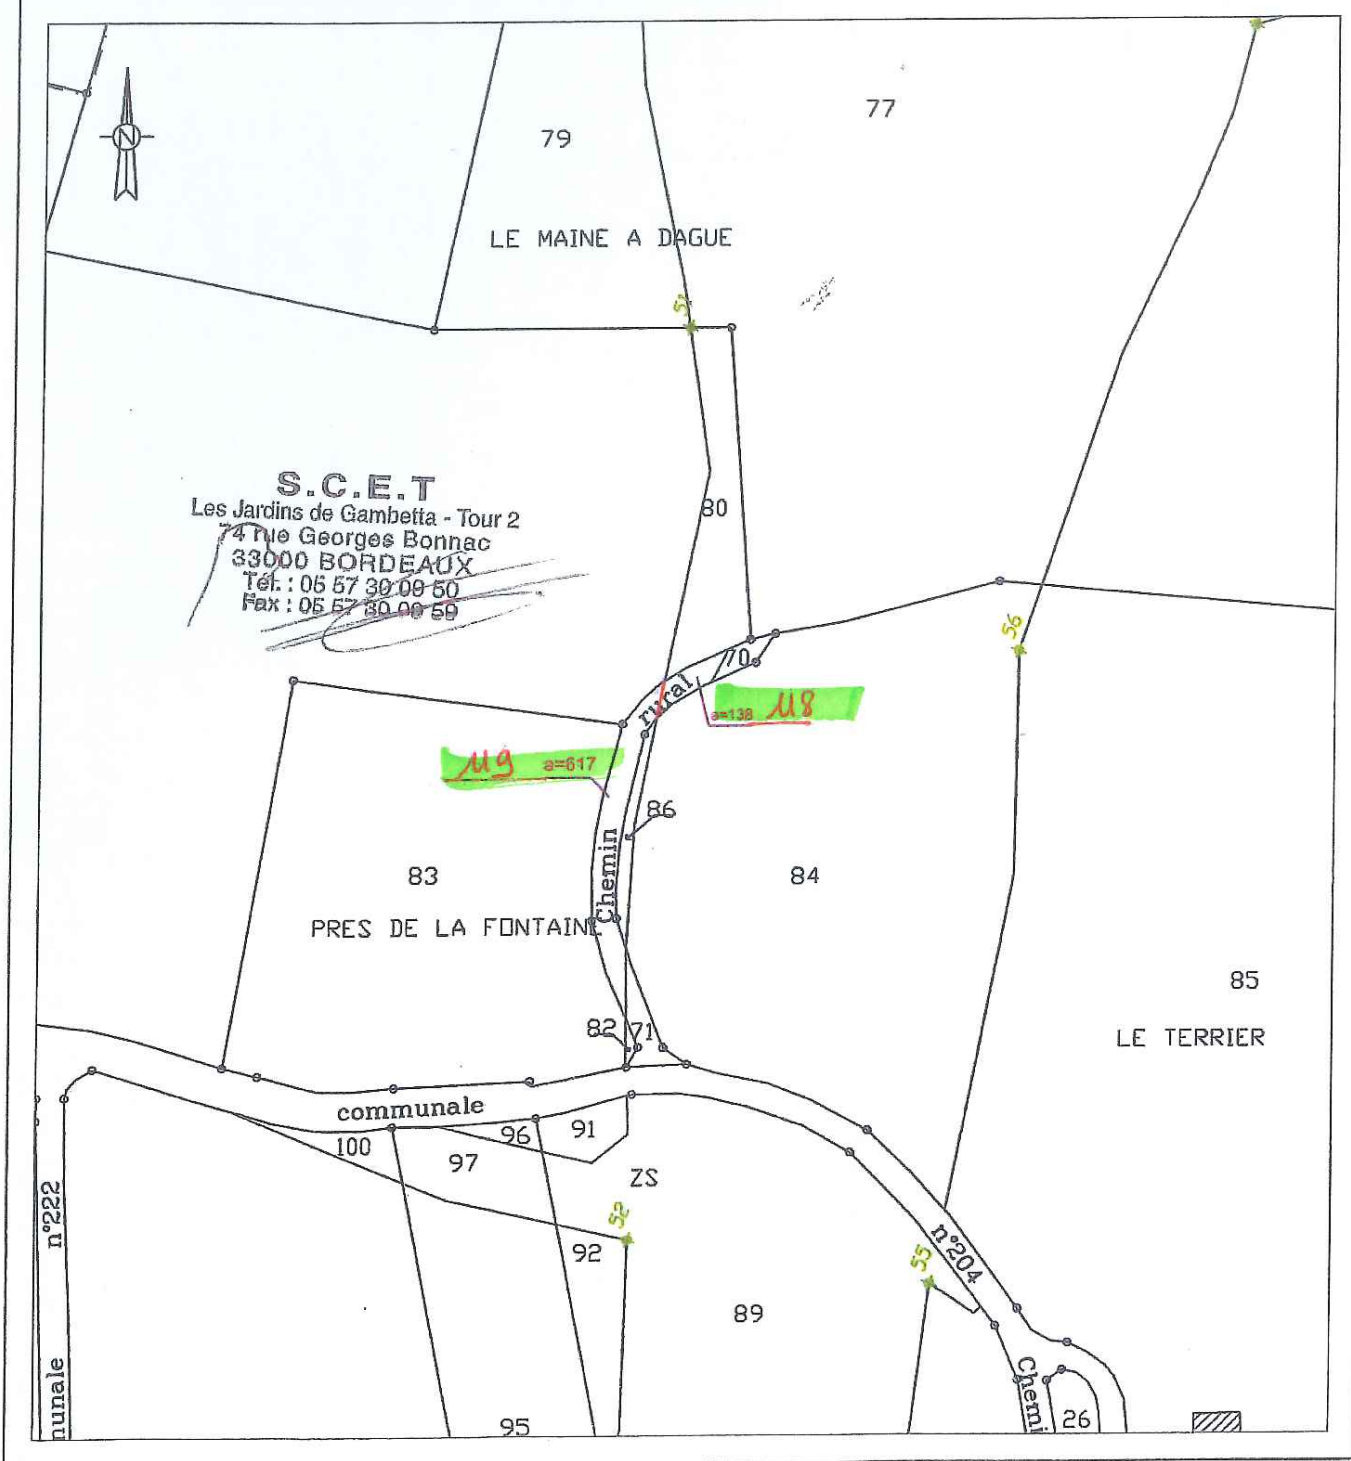 77
79
N
LE MAINE A DAGUE
51
S.C.E.T
Les Jardins de Gambetta - Tour 2
74 rue Georges Bonnac
33000 BORDEAUX
Tél. : 05 57 30 09 50
Fax : 05 57 30 09 59
80
56
70
rural
a=138 118
119 a=617
86
Chemin
83
84
PRES DE LA FONTAINE
85
LE TERRIER
82
71
communale
100
96
91
97
ZS
n°222
52
92
n°204
55
89
Chemi
munale
26
95